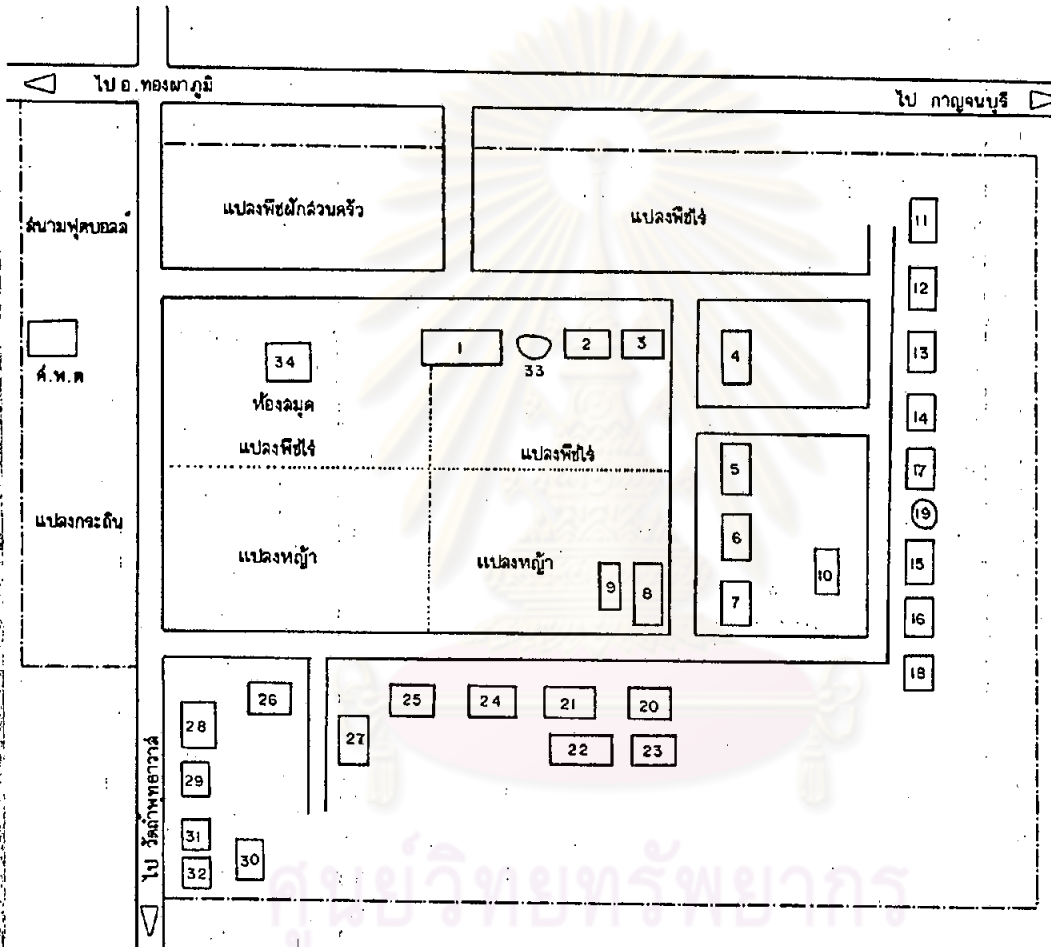 ไป อ.ทองผาภูมิ
ไป กาญจนบุรี
สนามฟุตบอลล์
แปลงพืชผักสวนครัว
แปลงพืชไร่
11
12
ศ.พ.ด
34
ห้องสมุด
1
33
2
3
4
13
14
แปลงพืชไร่
แปลงพืชไร่
5
17
19
แปลงกระถิน
แปลงหญ้า
แปลงหญ้า
6
9
8
7
10
15
16
18
26
25
24
21
20
28
27
22
23
29
31
32
30
ไป วัดถ้ำพุทธาวาส
ศูนย์วิทยทรัพยากร